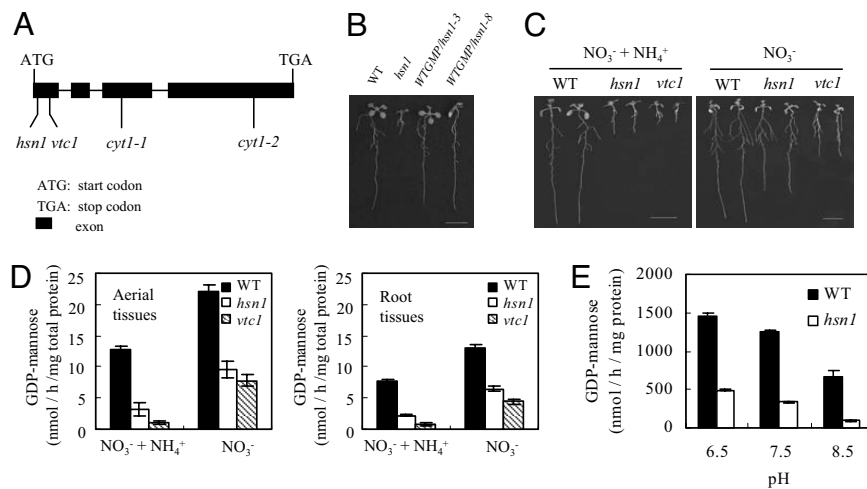 A
ATG
TGA
hsn1 vtc1
cyt1-1
cyt1-2
ATG: start codon
TGA: stop codon
exon
B
WT
hsn1
WTGMP/hsn1-3
WTGMP/hsn1-8
C
NO₃⁻ + NH₄⁺
NO₃⁻
WT hsn1 vtc1
WT hsn1 vtc1
D
GDP-mannose
(nmol / h /mg total protein)
25
20
15
10
5
0
Aerial
tissues
WT
hsn1
vtc1
NO₃⁻ + NH₄⁺
NO₃⁻
GDP-mannose
(nmol / h /mg total protein)
25
20
15
10
5
0
Root
tissues
WT
hsn1
vtc1
NO₃⁻ + NH₄⁺
NO₃⁻
E
GDP-mannose
(nmol / h / mg protein)
2000
1500
1000
500
0
WT
hsn1
6.5 7.5 8.5
pH